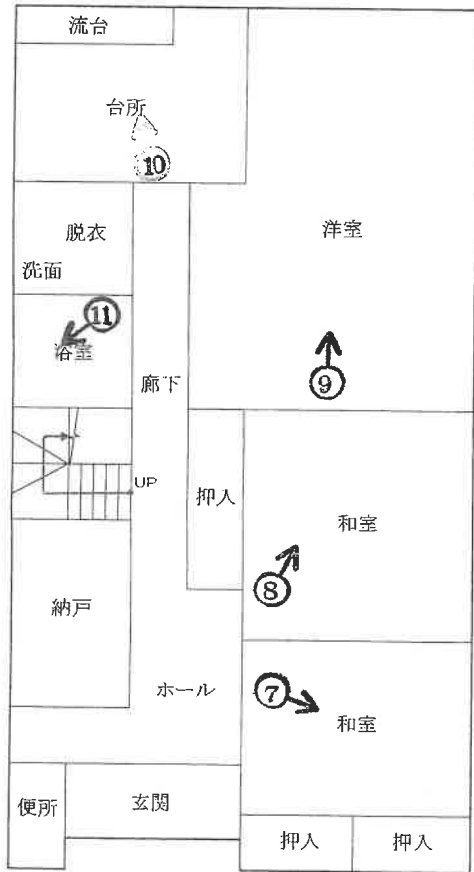 流台
台所
⑩
脱衣
洗面
洋室
⑪
浴室
廊下
⑨
UP
押入
和室
⑧
納戸
ホール
⑦
和室
便所
玄関
押入
押入